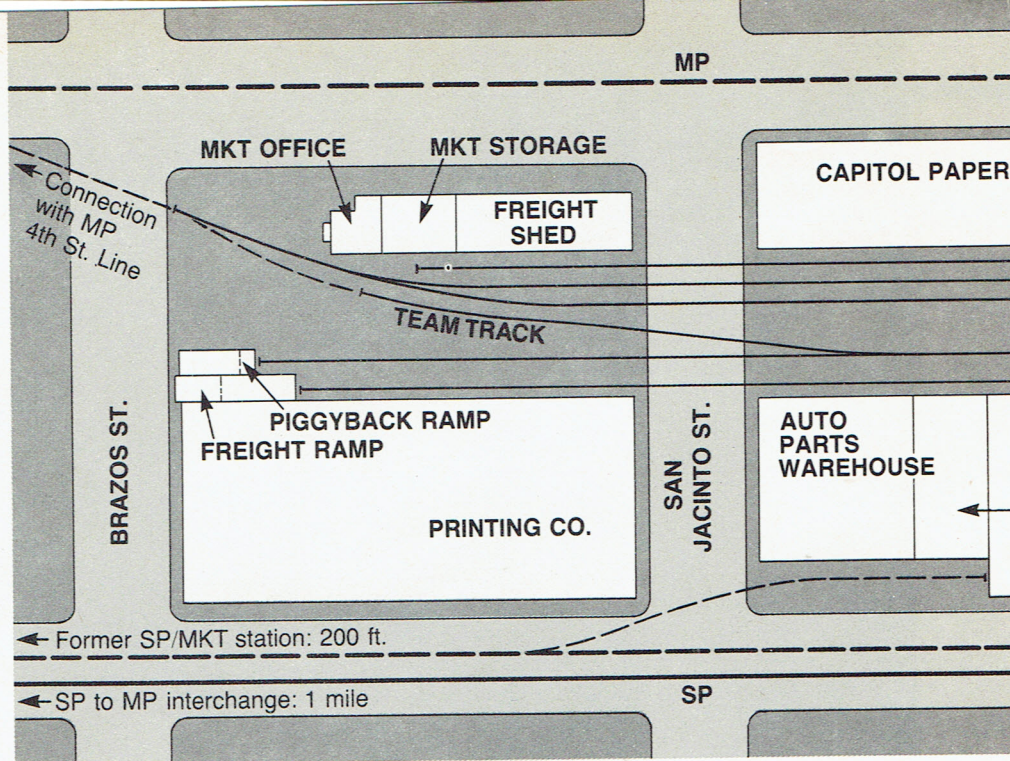 MP
MKT OFFICE
MKT STORAGE
CAPITOL PAPER
Connection
with MP
4th St. Line
FREIGHT
SHED
TEAM TRACK
PIGGYBACK RAMP
FREIGHT RAMP
AUTO
PARTS
WAREHOUSE
BRAZOS ST.
SAN
JACINTO ST.
PRINTING CO.
Former SP/MKT station: 200 ft.
SP to MP interchange: 1 mile
SP